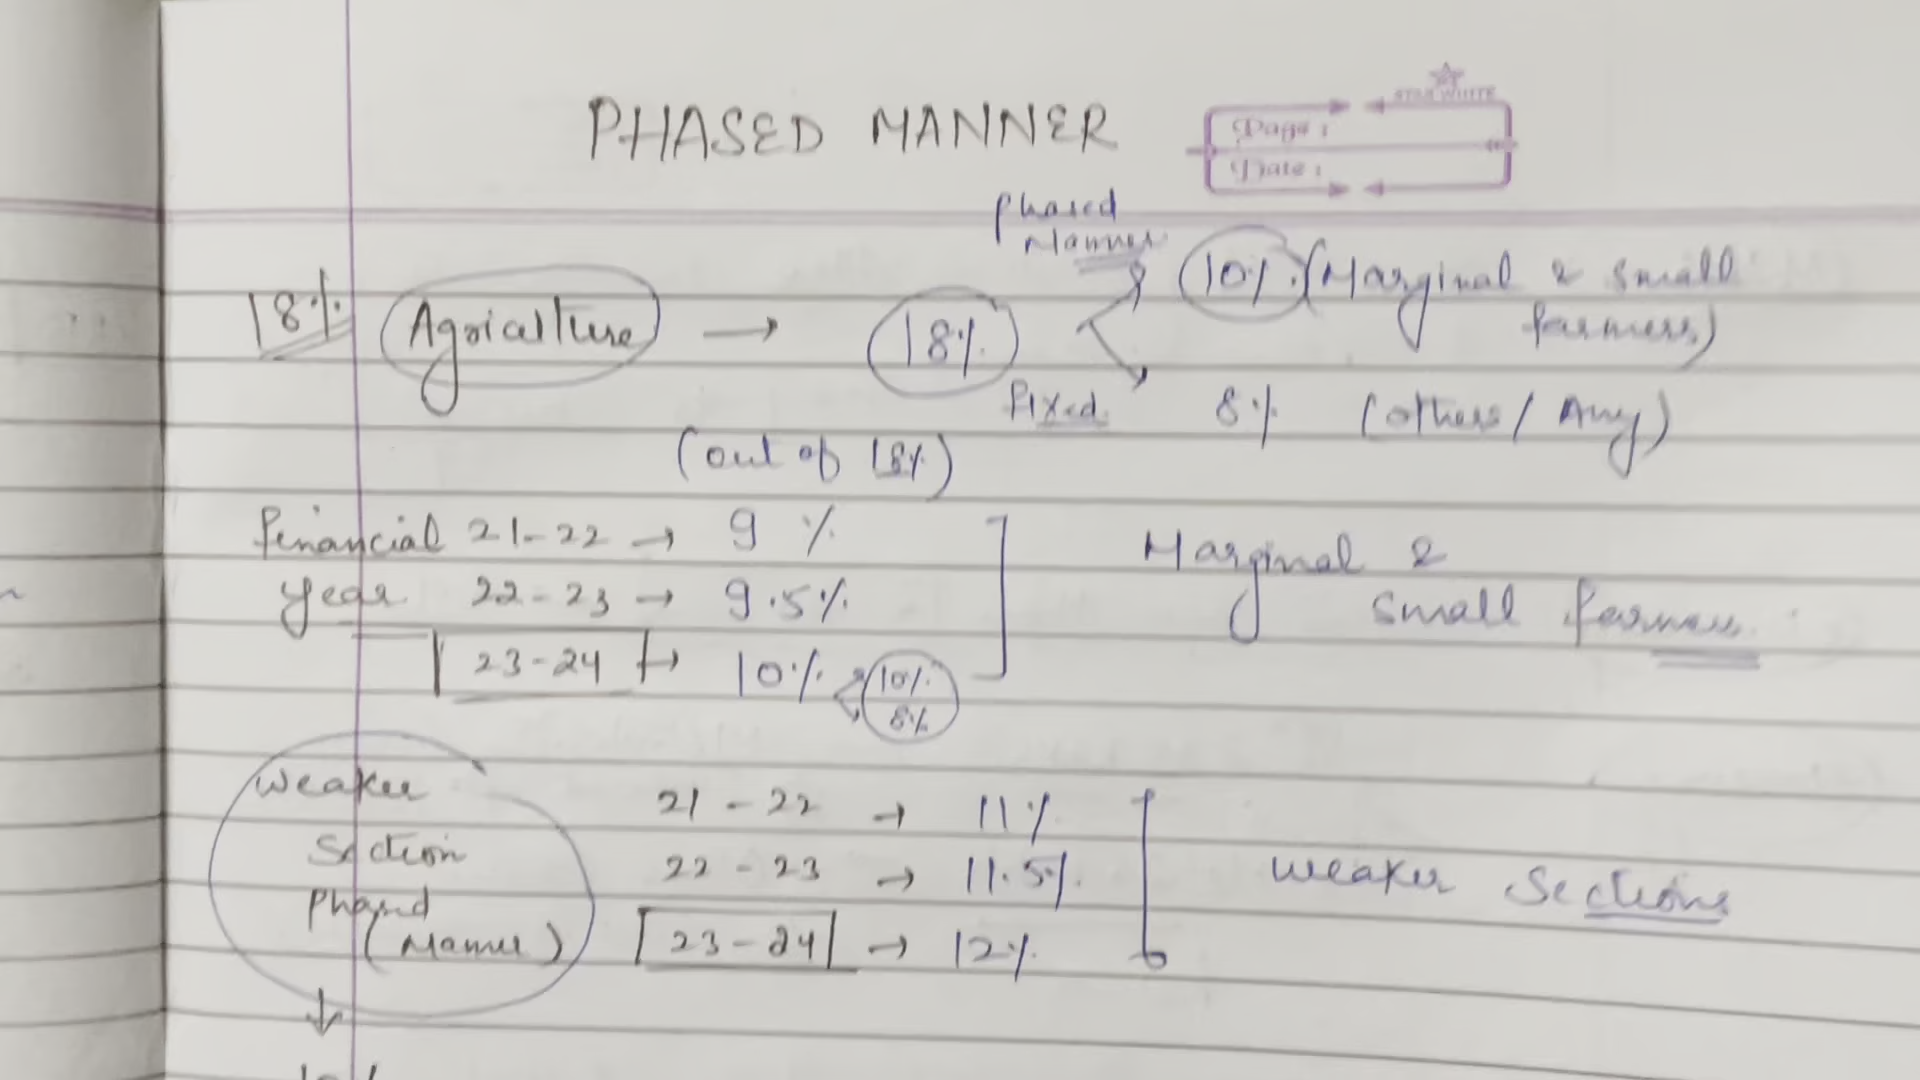 PHASED MANNER
STAR WHITE
Page :
Date :
Phased
Manner
18% Agriculture → 18% 10% (Marginal & small
farmers)
fixed 8% (others / Any)
(out of 18%)
Financial 21-22 → 9 %
Year 22-23 → 9.5%
23-24 → 10% 10%
8%
Marginal &
small farmers
Weaker
Section
Phased
(Manner)
21 - 22 → 11%
22 - 23 → 11.5%
23-24 → 12%
Weaker Sections